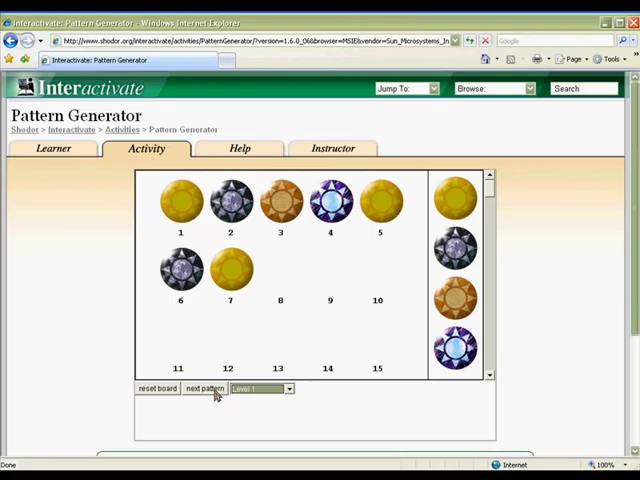 Interactivate: Pattern Generator - Windows Internet Explorer
http://www.shodor.org/interactivate/activities/PatternGenerator/?version=1.6.0_06&browser=MSIE&vendor=Sun_Microsystems_In
Google
Interactivate: Pattern Generator
Page
Tools
Interactivate
Jump To:
Browse:
Search
Pattern Generator
Shodor > Interactivate > Activities > Pattern Generator
Learner
Activity
Help
Instructor
1 2 3 4 5
6 7 8 9 10
11 12 13 14 15
reset board
next pattern
Level 1
Done
Internet
100%